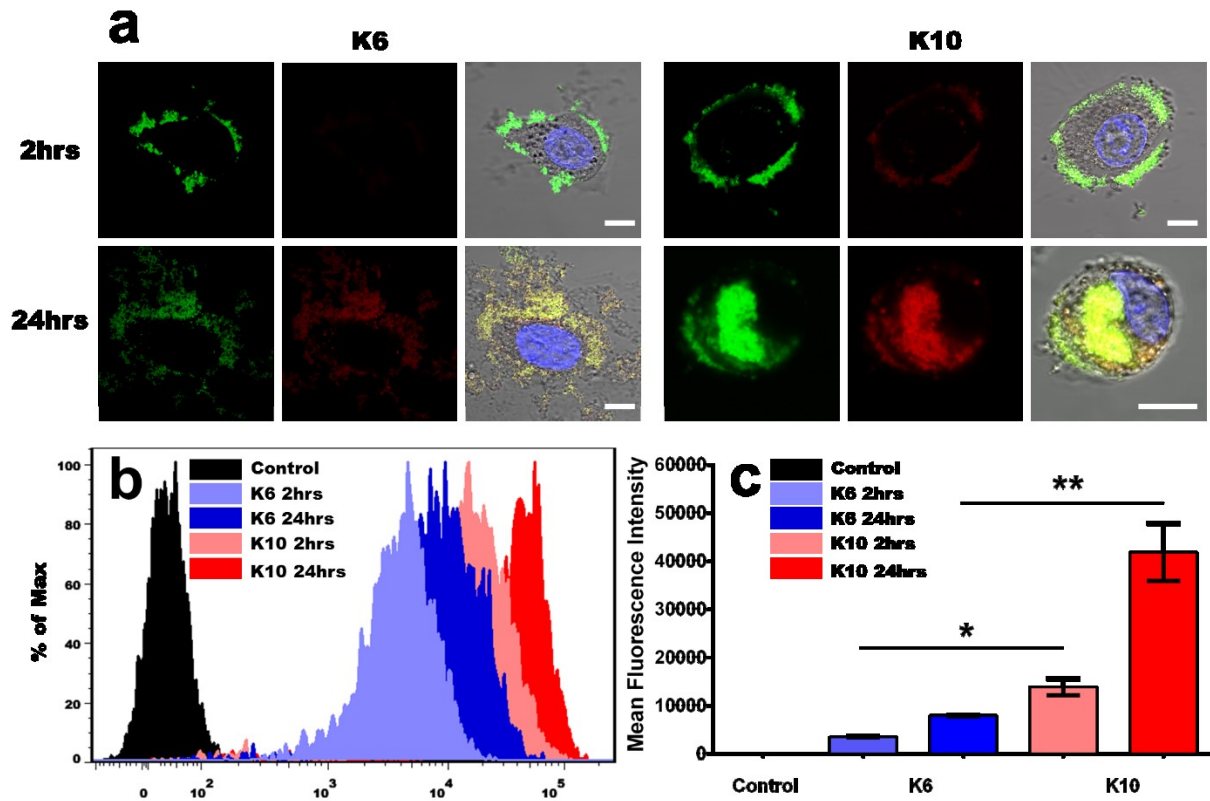 a
K6
K10
2hrs
24hrs
b
Control
K6 2hrs
K6 24hrs
K10 2hrs
K10 24hrs
% of Max
100
80
60
40
20
0
0 10² 10³ 10⁴ 10⁵
c
Control
K6 2hrs
K6 24hrs
K10 2hrs
K10 24hrs
Mean Fluorescence Intensity
60000
50000
40000
30000
20000
10000
0
*
**
Control K6 K10